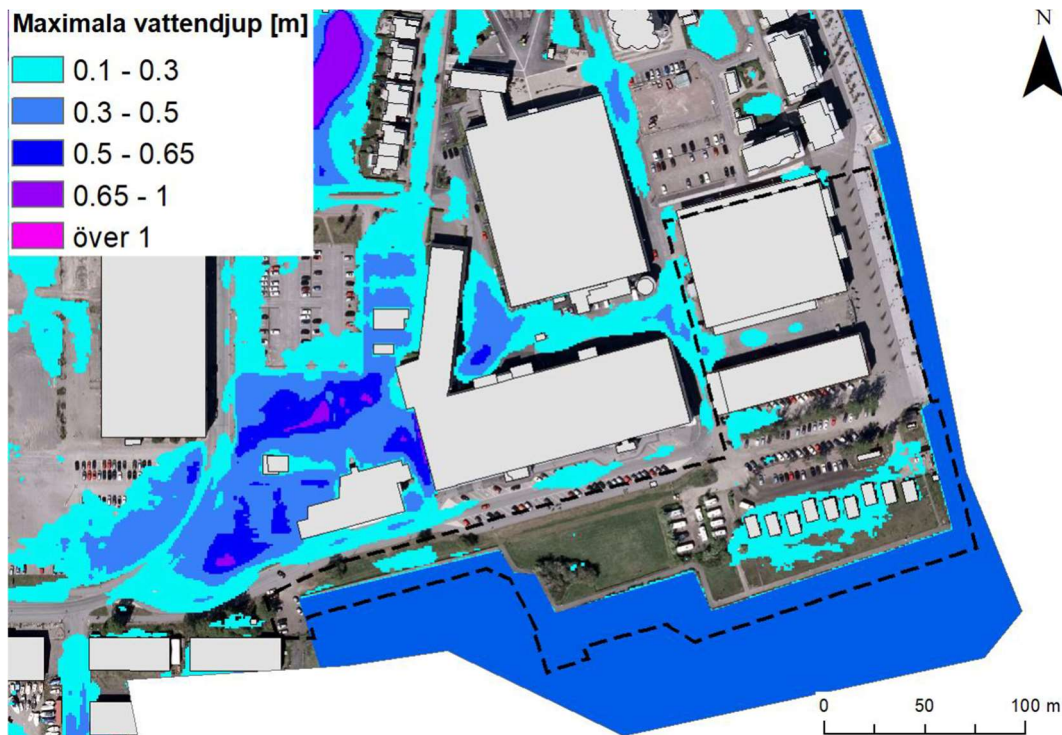 Maximala vattendjup [m]
0.1 - 0.3
0.3 - 0.5
0.5 - 0.65
0.65 - 1
över 1
N
0 50 100 m